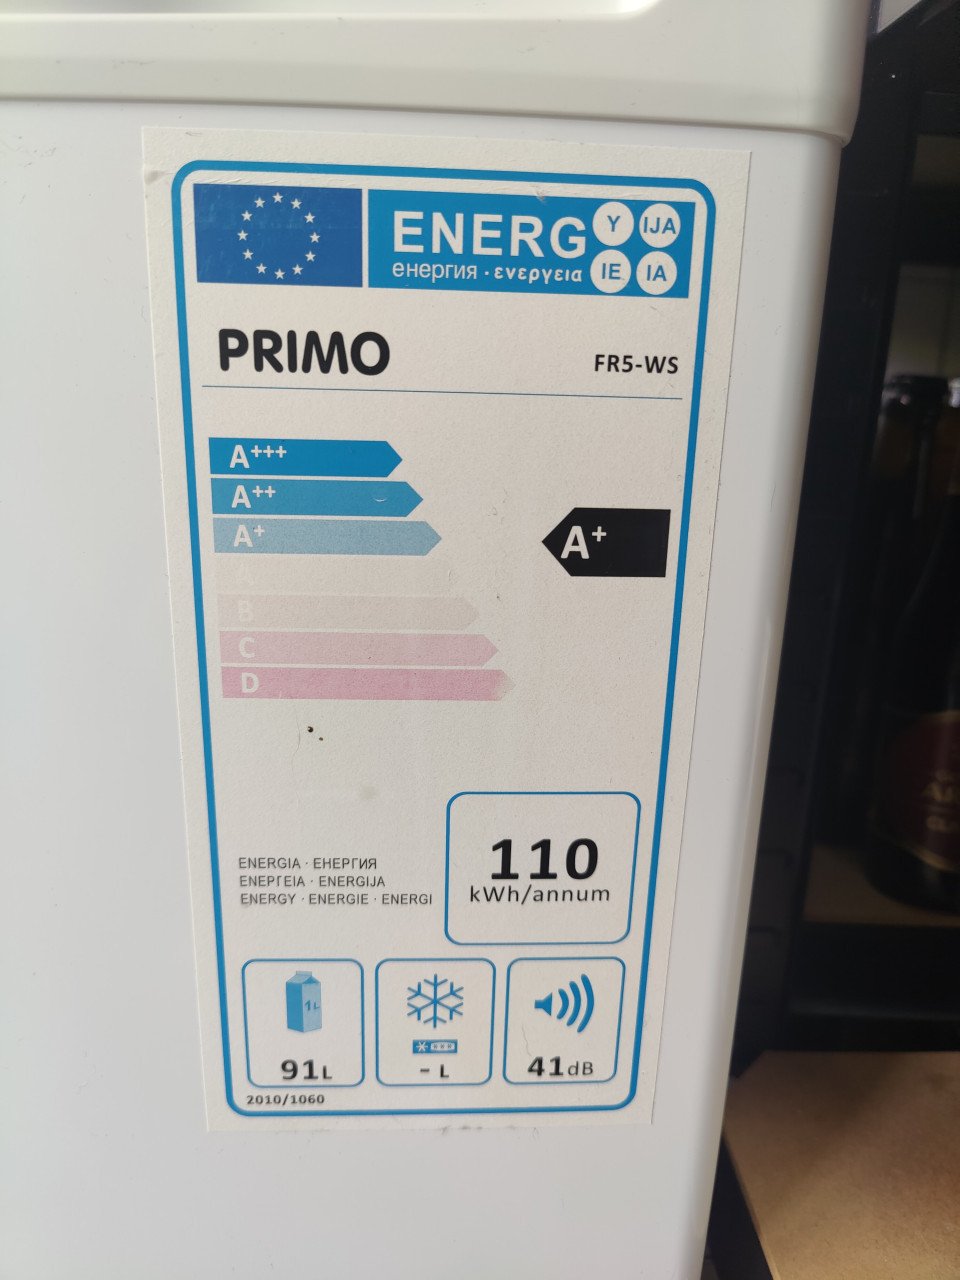 ENERG Y IJA
енергия · ενεργεια IE IA
PRIMO
FR5-WS
A+++
A++
A+
A+
A
B
C
D
110
kWh/annum
ENERGIA · ЕНЕРГИЯ
ΕΝΕΡΓΕΙΑ · ENERGIJA
ENERGY · ENERGIE · ENERGI
1L
91L
- L
41dB
2010/1060